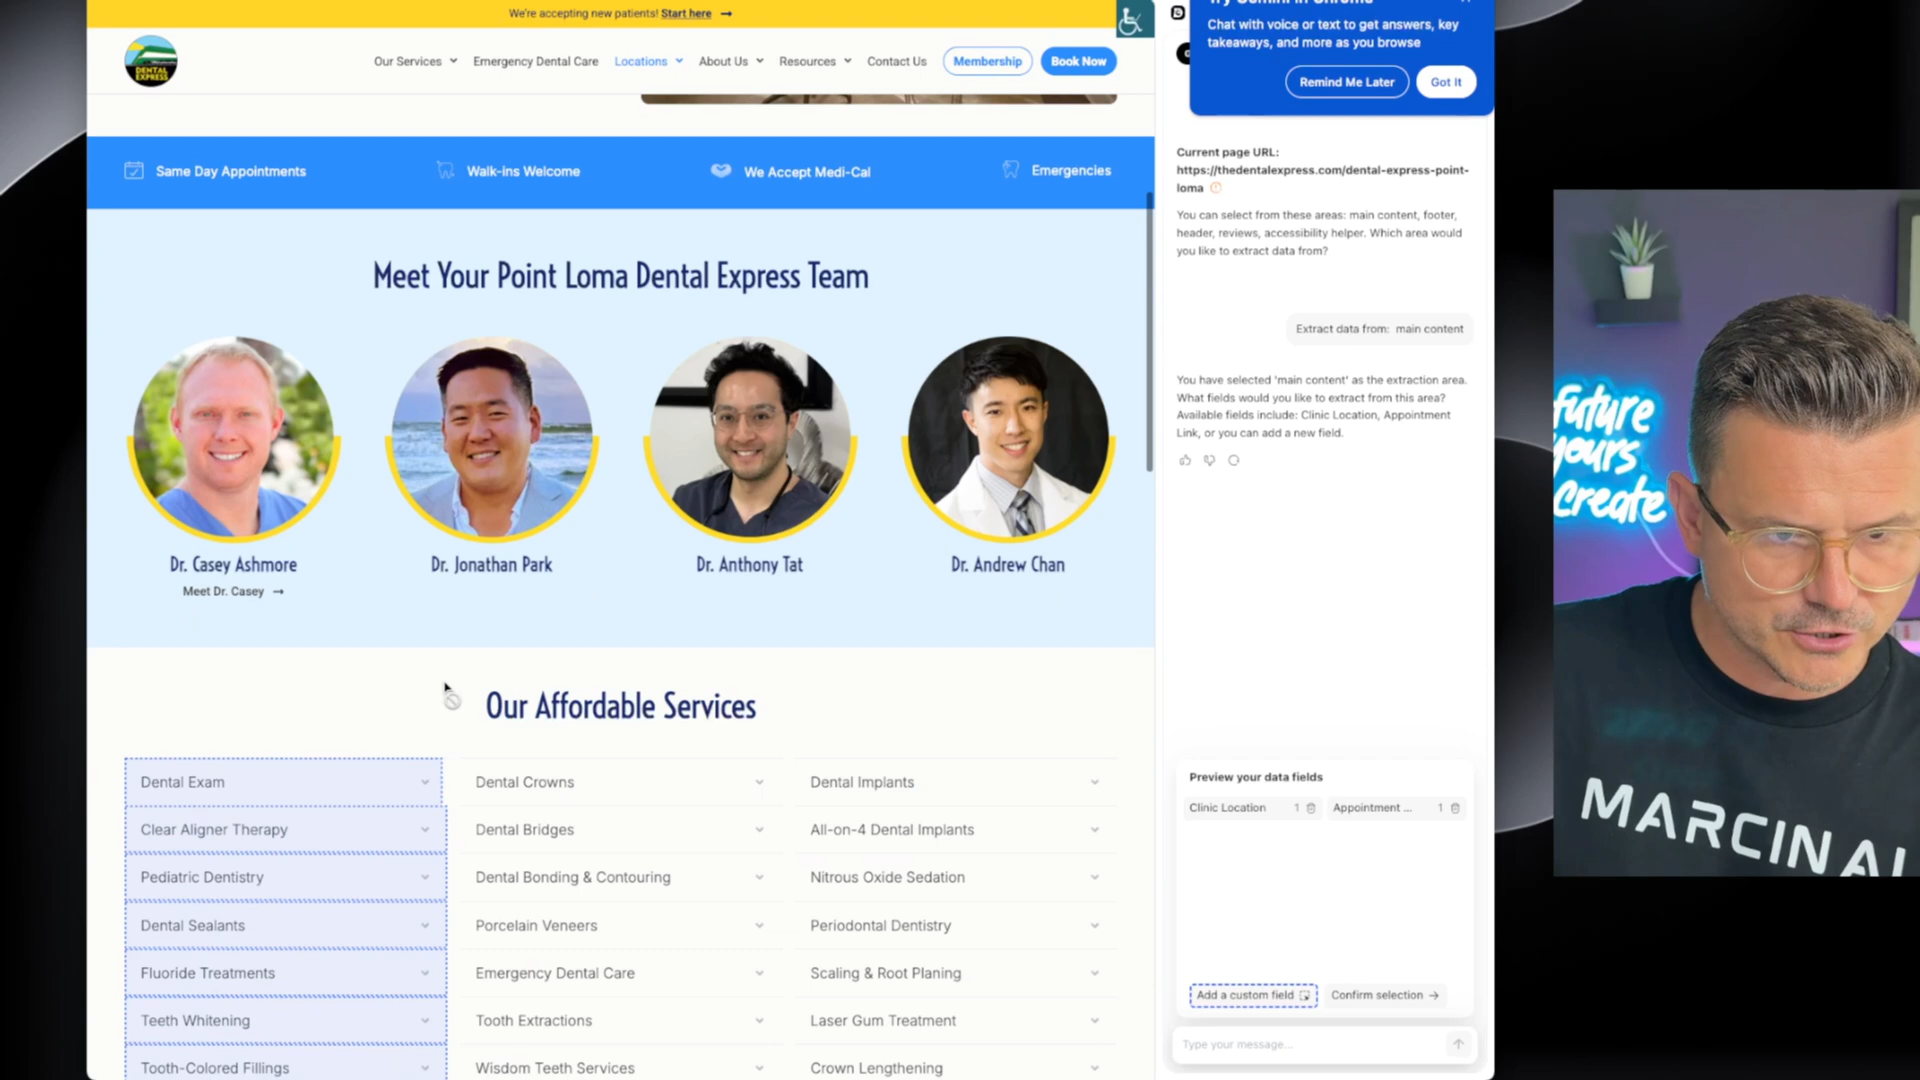 We're accepting new patients! Start here →
DENTAL
EXPRESS
Our Services
Emergency Dental Care
Locations
About Us
Resources
Contact Us
Membership
Book Now
Same Day Appointments
Walk-ins Welcome
We Accept Medi-Cal
Emergencies
Meet Your Point Loma Dental Express Team
Dr. Casey Ashmore
Meet Dr. Casey →
Dr. Jonathan Park
Dr. Anthony Tat
Dr. Andrew Chan
Our Affordable Services
Dental Exam
Clear Aligner Therapy
Pediatric Dentistry
Dental Sealants
Fluoride Treatments
Teeth Whitening
Tooth-Colored Fillings
Dental Crowns
Dental Bridges
Dental Bonding & Contouring
Porcelain Veneers
Emergency Dental Care
Tooth Extractions
Wisdom Teeth Services
Dental Implants
All-on-4 Dental Implants
Nitrous Oxide Sedation
Periodontal Dentistry
Scaling & Root Planing
Laser Gum Treatment
Crown Lengthening
Try Gemini in Chrome
Chat with voice or text to get answers, key
takeaways, and more as you browse
Remind Me Later
Got It
Current page URL:
https://thedentalexpress.com/dental-express-point-
loma
You can select from these areas: main content, footer,
header, reviews, accessibility helper. Which area would
you like to extract data from?
Extract data from: main content
You have selected 'main content' as the extraction area.
What fields would you like to extract from this area?
Available fields include: Clinic Location, Appointment
Link, or you can add a new field.
Preview your data fields
Clinic Location 1
Appointment ... 1
Add a custom field
Confirm selection →
Type your message...
future
yours
create
MARCIN AI